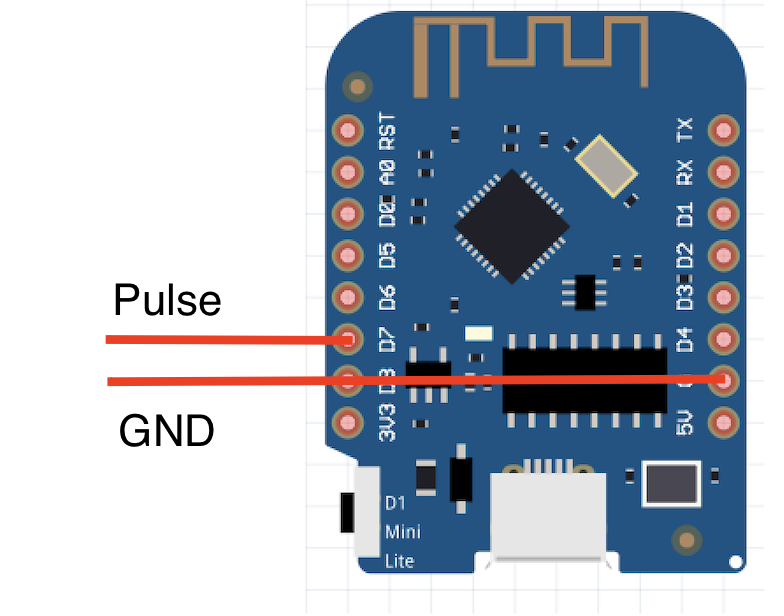 Pulse
GND
RST
A0
D0
D5
D6
D7
D8
3V3
TX
RX
D1
D2
D3
D4
G
5V
D1
Mini
Lite